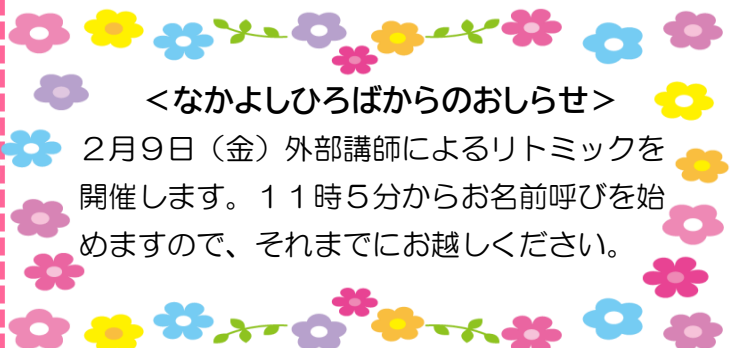 ＜なかよしひろばからのおしらせ＞
２月９日（金）外部講師によるリトミックを
開催します。１１時５分からお名前呼びを始
めますので、それまでにお越しください。